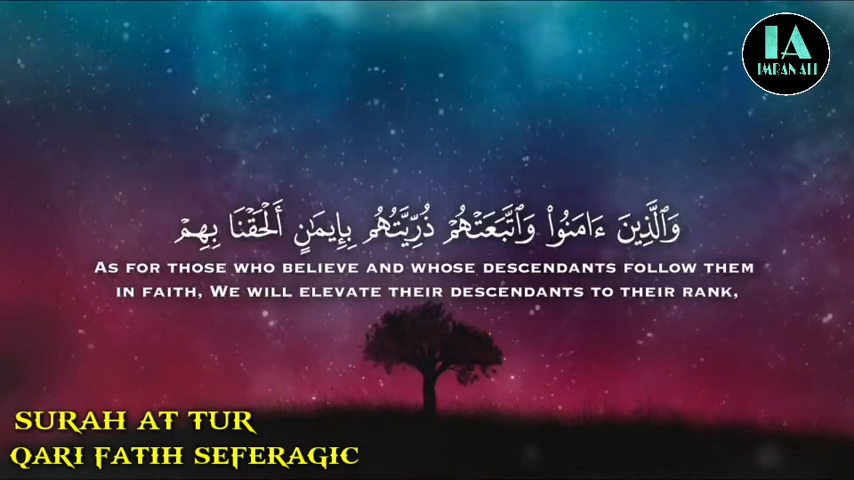 IA
IMRAN ALI
وَٱلَّذِينَ ءَامَنُوا۟ وَٱتَّبَعَتْهُمْ ذُرِّيَّتُهُم بِإِيمَـٰنٍ أَلْحَقْنَا بِهِمْ
AS FOR THOSE WHO BELIEVE AND WHOSE DESCENDANTS FOLLOW THEM
IN FAITH, WE WILL ELEVATE THEIR DESCENDANTS TO THEIR RANK,
SURAH AT TUR
QARI FATIH SEFERAGIC